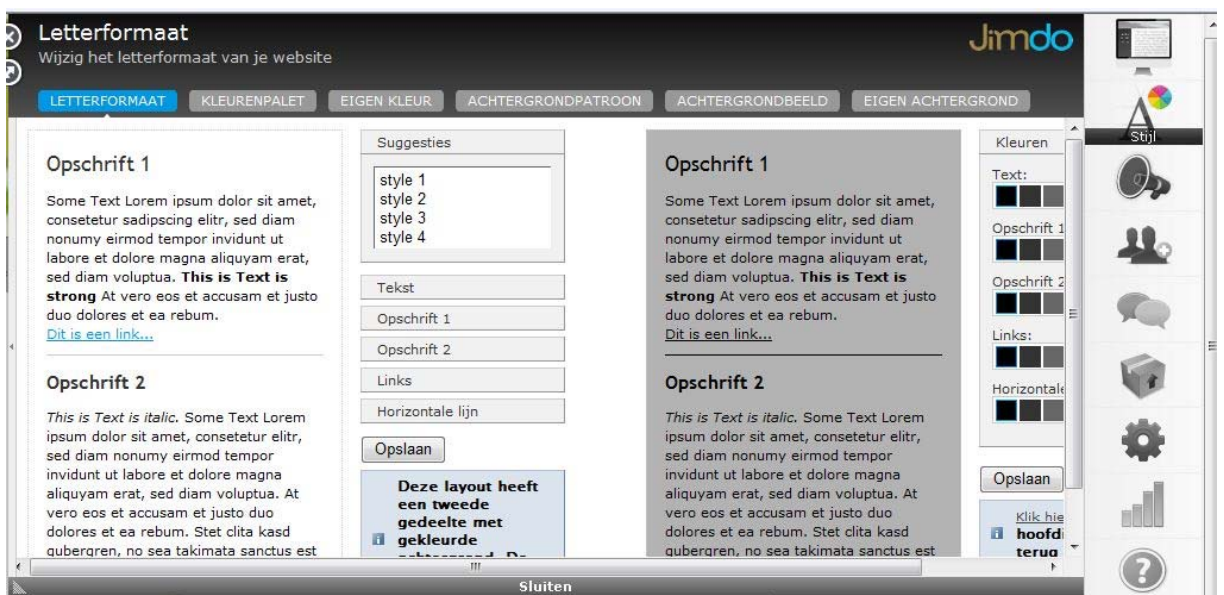 Letterformaat
Wijzig het letterformaat van je website
Jimdo
LETTERFORMAAT
KLEURENPALET
EIGEN KLEUR
ACHTERGRONDPATROON
ACHTERGRONDBEELD
EIGEN ACHTERGROND
Opschrift 1
Some Text Lorem ipsum dolor sit amet,
consetetur sadipscing elitr, sed diam
nonumy eirmod tempor invidunt ut
labore et dolore magna aliquyam erat,
sed diam voluptua. This is Text is
strong At vero eos et accusam et justo
duo dolores et ea rebum.
Dit is een link...
Opschrift 2
This is Text is italic. Some Text Lorem
ipsum dolor sit amet, consetetur elitr,
sed diam nonumy eirmod tempor
invidunt ut labore et dolore magna
aliquyam erat, sed diam voluptua. At
vero eos et accusam et justo duo
dolores et ea rebum. Stet clita kasd
gubergren, no sea takimata sanctus est
Suggesties
style 1
style 2
style 3
style 4
Tekst
Opschrift 1
Opschrift 2
Links
Horizontale lijn
Opslaan
Deze layout heeft
een tweede
gedeelte met
gekleurde
achtergrond. De
Opschrift 1
Some Text Lorem ipsum dolor sit amet,
consetetur sadipscing elitr, sed diam
nonumy eirmod tempor invidunt ut
labore et dolore magna aliquyam erat,
sed diam voluptua. This is Text is
strong At vero eos et accusam et justo
duo dolores et ea rebum.
Dit is een link...
Opschrift 2
This is Text is italic. Some Text Lorem
ipsum dolor sit amet, consetetur elitr,
sed diam nonumy eirmod tempor
invidunt ut labore et dolore magna
aliquyam erat, sed diam voluptua. At
vero eos et accusam et justo duo
dolores et ea rebum. Stet clita kasd
gubergren, no sea takimata sanctus est
Kleuren
Text:
Opschrift 1
Opschrift 2
Links:
Horizontale
Opslaan
Klik hie
hoofdi
terug
Stijl
Sluiten